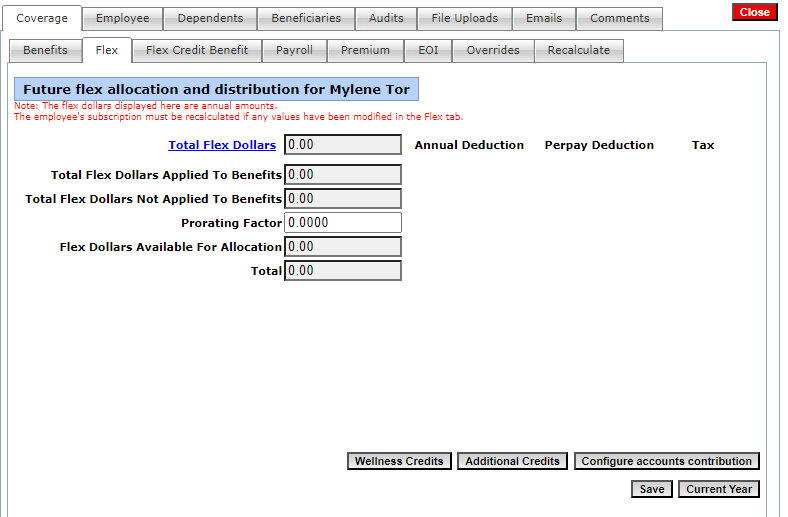 Coverage Employee Dependents Beneficiaries Audits File Uploads Emails Comments Close
Benefits Flex Flex Credit Benefit Payroll Premium EOI Overrides Recalculate
Future flex allocation and distribution for Mylene Tor
Note: The flex dollars displayed here are annual amounts.
The employee's subscription must be recalculated if any values have been modified in the Flex tab.
Total Flex Dollars 0.00 Annual Deduction Perpay Deduction Tax
Total Flex Dollars Applied To Benefits 0.00
Total Flex Dollars Not Applied To Benefits 0.00
Prorating Factor 0.0000
Flex Dollars Available For Allocation 0.00
Total 0.00
Wellness Credits Additional Credits Configure accounts contribution
Save Current Year